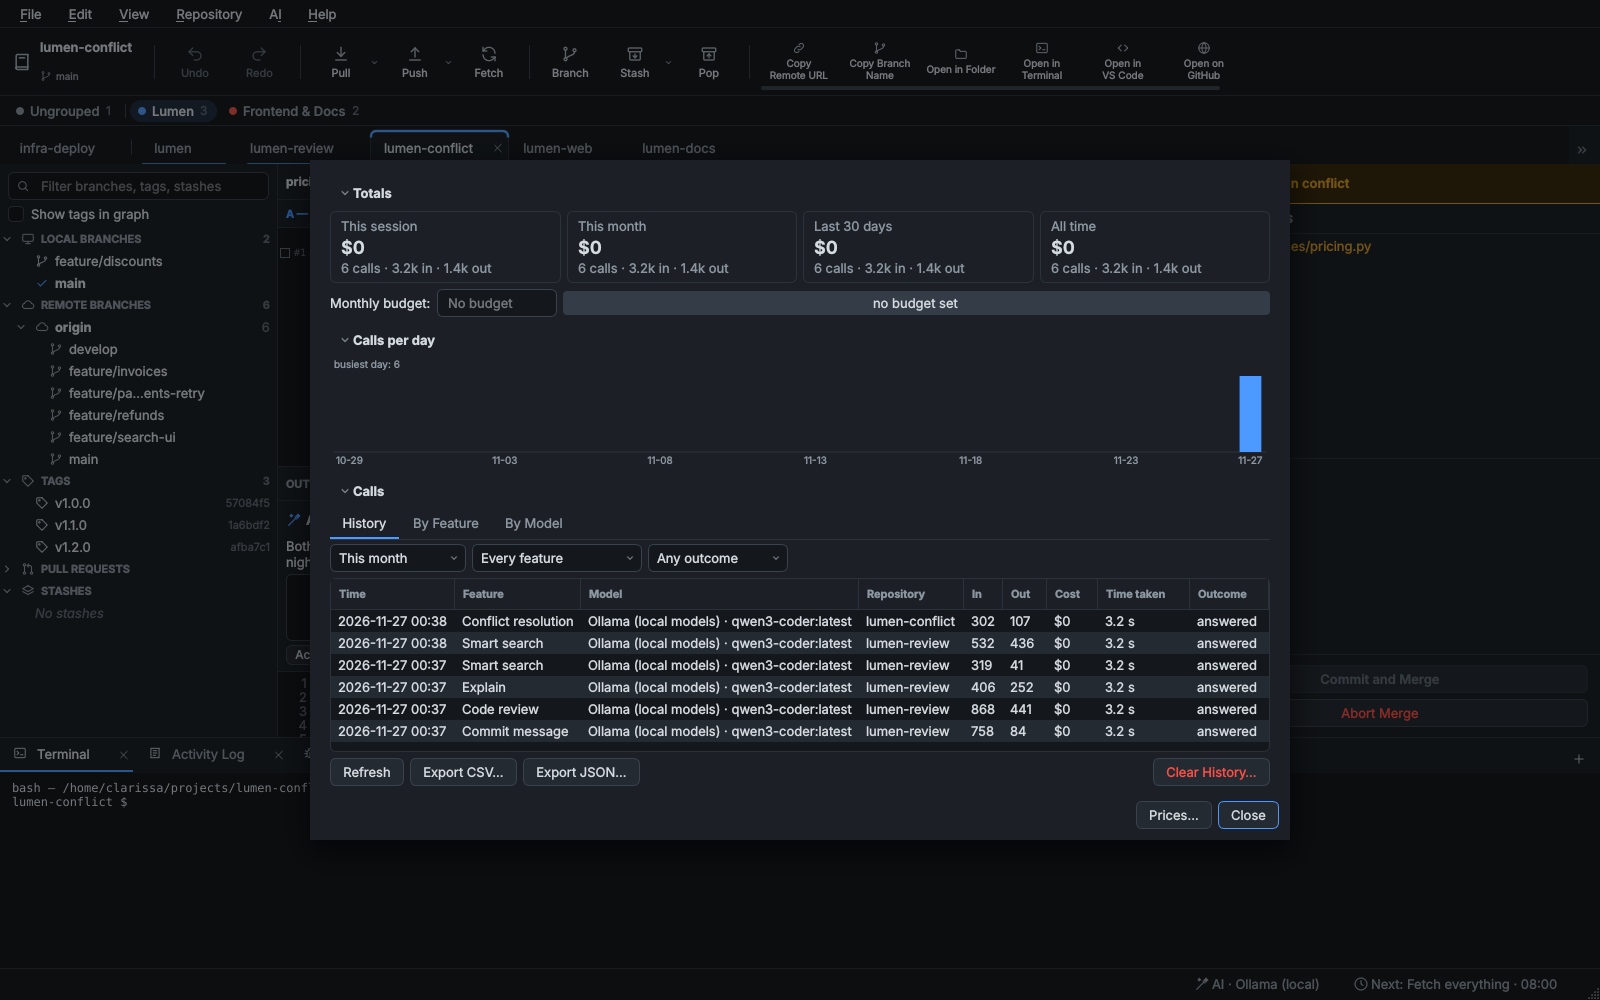 File Edit View Repository AI Help
lumen-conflict
main
Undo Redo Pull Push Fetch Branch Stash Pop
Copy Remote URL
Copy Branch Name
Open in Folder
Open in Terminal
Open in VS Code
Open on GitHub
Ungrouped 1 Lumen 3 Frontend & Docs 2
infra-deploy lumen lumen-review lumen-conflict lumen-web lumen-docs
Filter branches, tags, stashes
Show tags in graph
LOCAL BRANCHES 2
feature/discounts
main
REMOTE BRANCHES 6
origin 6
develop
feature/invoices
feature/pa...ents-retry
feature/refunds
feature/search-ui
main
TAGS 3
v1.0.0 57084f5
v1.1.0 1a6bdf2
v1.2.0 afba7c1
PULL REQUESTS
STASHES
No stashes
A
#1
OUT
Both
1
2
3
4
5
n conflict
es/pricing.py
Commit and Merge
Abort Merge
Totals
This session
$0
6 calls · 3.2k in · 1.4k out
This month
$0
6 calls · 3.2k in · 1.4k out
Last 30 days
$0
6 calls · 3.2k in · 1.4k out
All time
$0
6 calls · 3.2k in · 1.4k out
Monthly budget: No budget no budget set
Calls per day
busiest day: 6
10-29 11-03 11-08 11-13 11-18 11-23 11-27
Calls
History By Feature By Model
This month Every feature Any outcome
Time Feature Model Repository In Out Cost Time taken Outcome
2026-11-27 00:38 Conflict resolution Ollama (local models) · qwen3-coder:latest lumen-conflict 302 107 $0 3.2 s answered
2026-11-27 00:38 Smart search Ollama (local models) · qwen3-coder:latest lumen-review 532 436 $0 3.2 s answered
2026-11-27 00:37 Smart search Ollama (local models) · qwen3-coder:latest lumen-review 319 41 $0 3.2 s answered
2026-11-27 00:37 Explain Ollama (local models) · qwen3-coder:latest lumen-review 406 252 $0 3.2 s answered
2026-11-27 00:37 Code review Ollama (local models) · qwen3-coder:latest lumen-review 868 441 $0 3.2 s answered
2026-11-27 00:37 Commit message Ollama (local models) · qwen3-coder:latest lumen-review 758 84 $0 3.2 s answered
Refresh Export CSV... Export JSON... Clear History...
Prices... Close
Terminal Activity Log
bash — /home/clarissa/projects/lumen-conf
lumen-conflict $
AI · Ollama (local) Next: Fetch everything · 08:00